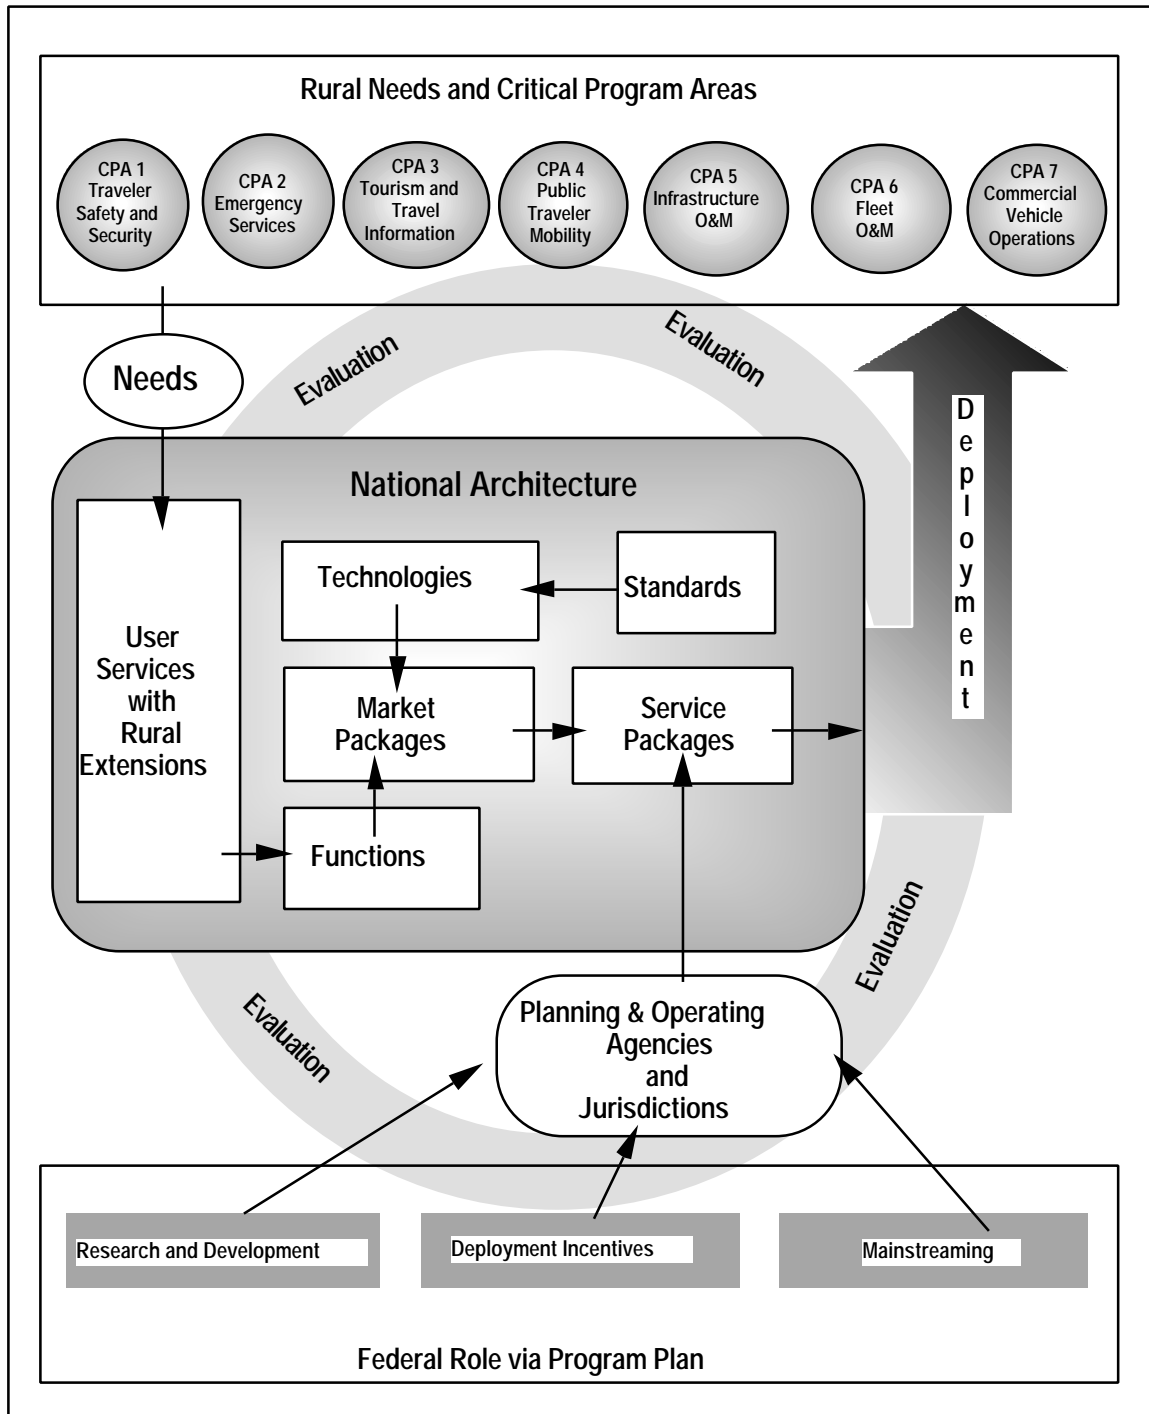 Rural Needs and Critical Program Areas
CPA 1
Traveler
Safety and
Security
CPA 2
Emergency
Services
CPA 3
Tourism and
Travel
Information
CPA 4
Public
Traveler
Mobility
CPA 5
Infrastructure
O&M
CPA 6
Fleet
O&M
CPA 7
Commercial
Vehicle
Operations
Evaluation
Evaluation
Needs
Deployment
National Architecture
Technologies
Standards
User
Services
with
Rural
Extensions
Market
Packages
Service
Packages
Functions
Evaluation
Evaluation
Planning & Operating
Agencies
and
Jurisdictions
Research and Development
Deployment Incentives
Mainstreaming
Federal Role via Program Plan